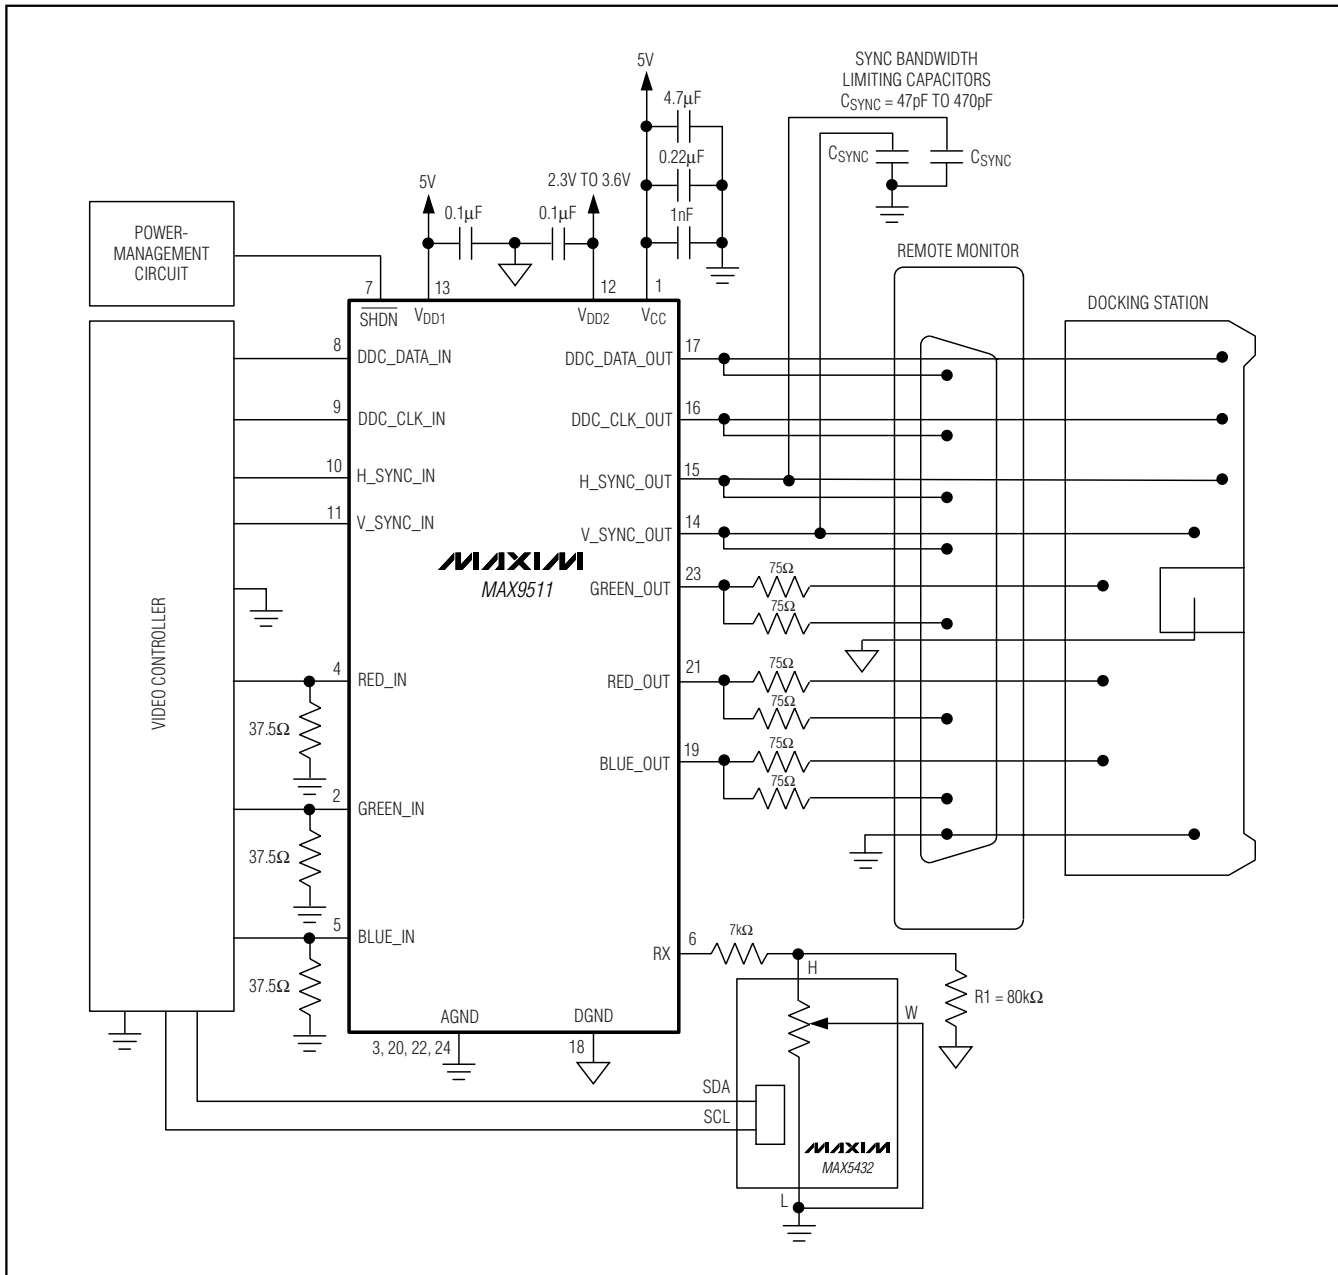 5V
4.7µF
0.22µF
1nF
SYNC BANDWIDTH
LIMITING CAPACITORS
CSYNC = 47pF TO 470pF
CSYNC
CSYNC
5V
0.1µF
0.1µF
2.3V TO 3.6V
POWER-
MANAGEMENT
CIRCUIT
REMOTE MONITOR
DOCKING STATION
7
13
12
1
SHDN
VDD1
VDD2
VCC
8
DDC_DATA_IN
DDC_DATA_OUT
17
9
DDC_CLK_IN
DDC_CLK_OUT
16
10
H_SYNC_IN
H_SYNC_OUT
15
11
V_SYNC_IN
V_SYNC_OUT
14
MAXIM
MAX9511
GREEN_OUT
23
75Ω
75Ω
VIDEO CONTROLLER
4
RED_IN
RED_OUT
21
75Ω
75Ω
37.5Ω
BLUE_OUT
19
75Ω
75Ω
2
GREEN_IN
37.5Ω
5
BLUE_IN
37.5Ω
RX
6
7kΩ
H
W
R1 = 80kΩ
AGND
DGND
3, 20, 22, 24
18
SDA
SCL
MAXIM
MAX5432
L